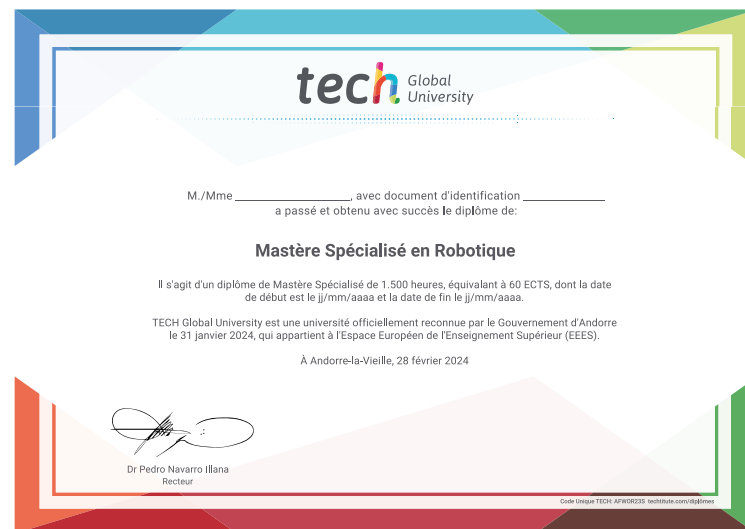 tech Global
University
M./Mme ____________________, avec document d'identification ______________
a passé et obtenu avec succès le diplôme de:
Mastère Spécialisé en Robotique
Il s'agit d'un diplôme de Mastère Spécialisé de 1.500 heures, équivalant à 60 ECTS, dont la date
de début est le jj/mm/aaaa et la date de fin le jj/mm/aaaa.
TECH Global University est une université officiellement reconnue par le Gouvernement d'Andorre
le 31 janvier 2024, qui appartient à l'Espace Européen de l'Enseignement Supérieur (EEES).
À Andorre-la-Vieille, 28 février 2024
Dr Pedro Navarro Illana
Recteur
Code Unique TECH: AFWOR23S techtitute.com/diplômes